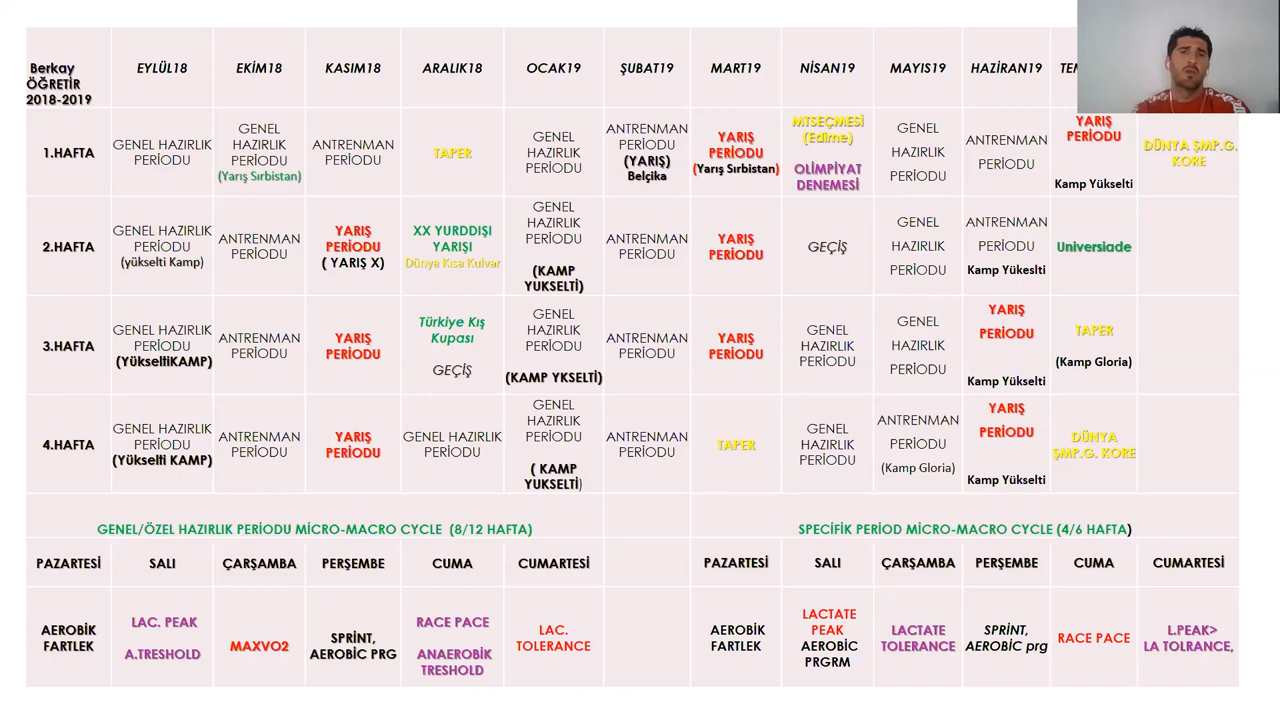 Berkay
ÖĞRETİR
2018-2019
EYLÜL18
EKİM18
KASIM18
ARALIK18
OCAK19
ŞUBAT19
MART19
NİSAN19
MAYIS19
HAZİRAN19
1.HAFTA
GENEL HAZIRLIK
PERİODU
GENEL
HAZIRLIK
PERİODU
(Yarış Sırbistan)
ANTRENMAN
PERİODU
TAPER
GENEL
HAZIRLIK
PERİODU
ANTRENMAN
PERİODU
(YARIŞ)
Belçika
YARIŞ
PERİODU
(Yarış Sırbistan)
MTSEÇMESİ
(Edirne)
OLİMPİYAT
DENEMESİ
GENEL
HAZIRLIK
PERİODU
ANTRENMAN
PERİODU
YARIŞ
PERİODU
Kamp Yükselti
DÜNYA ŞMP.G.
KORE
2.HAFTA
GENEL HAZIRLIK
PERİODU
(yükselti Kamp)
ANTRENMAN
PERİODU
YARIŞ
PERİODU
( YARIŞ X)
XX YURDDIŞI
YARIŞI
Dünya Kısa Kulvar
GENEL
HAZIRLIK
PERİODU
(KAMP
YUKSELTİ)
ANTRENMAN
PERİODU
YARIŞ
PERİODU
GEÇİŞ
GENEL
HAZIRLIK
PERİODU
ANTRENMAN
PERİODU
Kamp Yükeslti
Universiade
3.HAFTA
GENEL HAZIRLIK
PERİODU
(YükseltiKAMP)
ANTRENMAN
PERİODU
YARIŞ
PERİODU
Türkiye Kış
Kupası
GEÇİŞ
GENEL
HAZIRLIK
PERİODU
(KAMP YKSELTİ)
ANTRENMAN
PERİODU
YARIŞ
PERİODU
GENEL
HAZIRLIK
PERİODU
GENEL
HAZIRLIK
PERİODU
YARIŞ
PERİODU
Kamp Yükselti
TAPER
(Kamp Gloria)
4.HAFTA
GENEL HAZIRLIK
PERİODU
(Yükselti KAMP)
ANTRENMAN
PERİODU
YARIŞ
PERİODU
GENEL HAZIRLIK
PERİODU
GENEL
HAZIRLIK
PERİODU
( KAMP
YUKSELTİ)
ANTRENMAN
PERİODU
TAPER
GENEL
HAZIRLIK
PERİODU
ANTRENMAN
PERİODU
(Kamp Gloria)
YARIŞ
PERİODU
Kamp Yükselti
DÜNYA
ŞMP.G. KORE
GENEL/ÖZEL HAZIRLIK PERİODU MİCRO-MACRO CYCLE (8/12 HAFTA)
SPECİFİK PERİOD MİCRO-MACRO CYCLE (4/6 HAFTA)
PAZARTESİ
SALI
ÇARŞAMBA
PERŞEMBE
CUMA
CUMARTESİ
PAZARTESİ
SALI
ÇARŞAMBA
PERŞEMBE
CUMA
CUMARTESİ
AEROBİK
FARTLEK
LAC. PEAK
A.TRESHOLD
MAXVO2
SPRİNT,
AEROBİC PRG
RACE PACE
ANAEROBİK
TRESHOLD
LAC.
TOLERANCE
AEROBİK
FARTLEK
LACTATE
PEAK
AEROBİC
PRGRM
LACTATE
TOLERANCE
SPRİNT,
AEROBİC prg
RACE PACE
L.PEAK>
LA TOLRANCE,